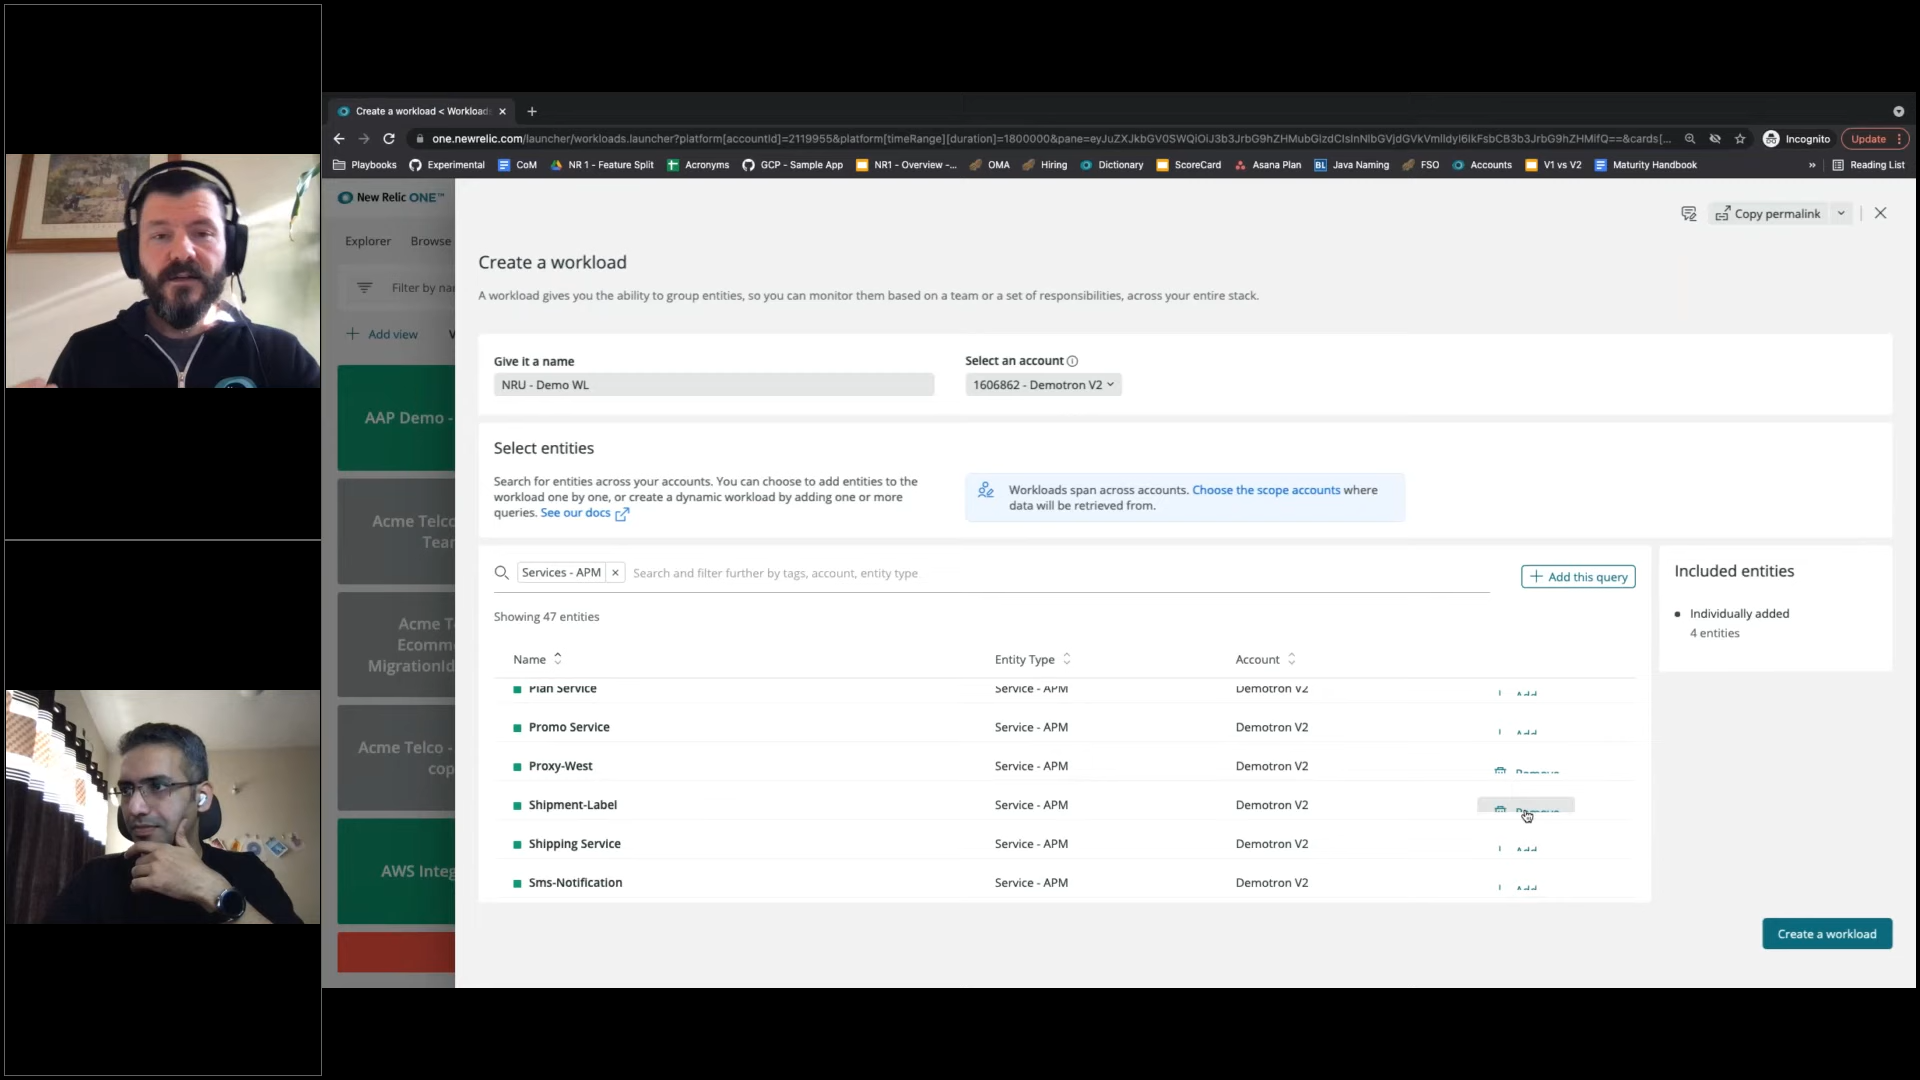 Create a workload < Workload
one.newrelic.com/launcher/workloads.launcher?platform[accountId]=2119955&platform[timeRange][duration]=1800000&pane=
Incognito
Update
Playbooks
Experimental
CoM
NR 1 - Feature Split
Acronyms
GCP - Sample App
NR1 - Overview -...
OMA
Hiring
Dictionary
ScoreCard
Asana Plan
Java Naming
FSO
Accounts
V1 vs V2
Maturity Handbook
»
Reading List
New Relic ONE™
Copy permalink
Explorer
Browse
Filter by na
Add view
AAP Demo -
Acme Telco
Tea
Acme T
Ecomm
MigrationId
Acme Telco -
cop
AWS Integ
Create a workload
A workload gives you the ability to group entities, so you can monitor them based on a team or a set of responsibilities, across your entire stack.
Give it a name
Select an account
NRU - Demo WL
1606862 - Demotron V2
Select entities
Search for entities across your accounts. You can choose to add entities to the
workload one by one, or create a dynamic workload by adding one or more
queries. See our docs
Workloads span across accounts. Choose the scope accounts where
data will be retrieved from.
Services - APM
Search and filter further by tags, account, entity type
+ Add this query
Showing 47 entities
Name
Entity Type
Account
Plan Service
Service - APM
Demotron V2
Add
Promo Service
Service - APM
Demotron V2
Add
Proxy-West
Service - APM
Demotron V2
Remove
Shipment-Label
Service - APM
Demotron V2
Remove
Shipping Service
Service - APM
Demotron V2
Add
Sms-Notification
Service - APM
Demotron V2
Add
Included entities
Individually added
4 entities
Create a workload